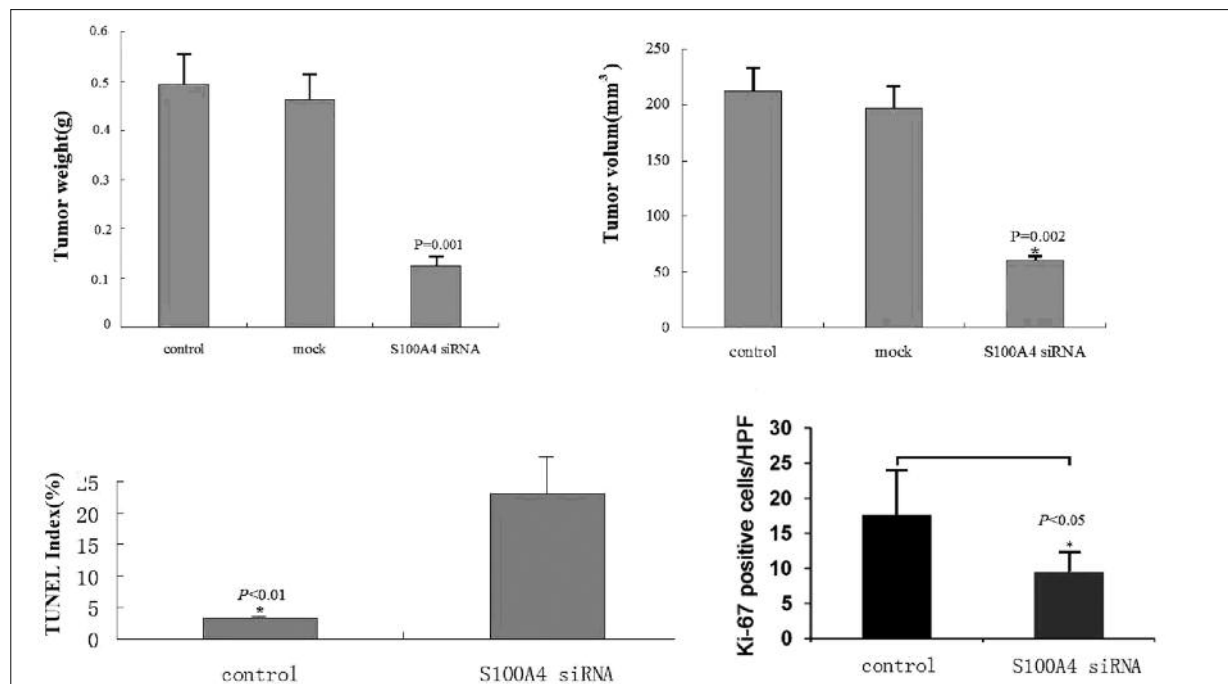 Tumor weight(g)
0.6
0.5
0.4
0.3
0.2
0.1
0
P=0.001
control mock S100A4 siRNA
Tumor volum(mm3)
250
200
150
100
50
0
P=0.002
*
control mock S100A4 siRNA
TUNEL Index(%)
25
20
15
10
5
0
P<0.01
*
control S100A4 siRNA
Ki-67 positive cells/HPF
30
25
20
15
10
5
0
P<0.05
*
control S100A4 siRNA